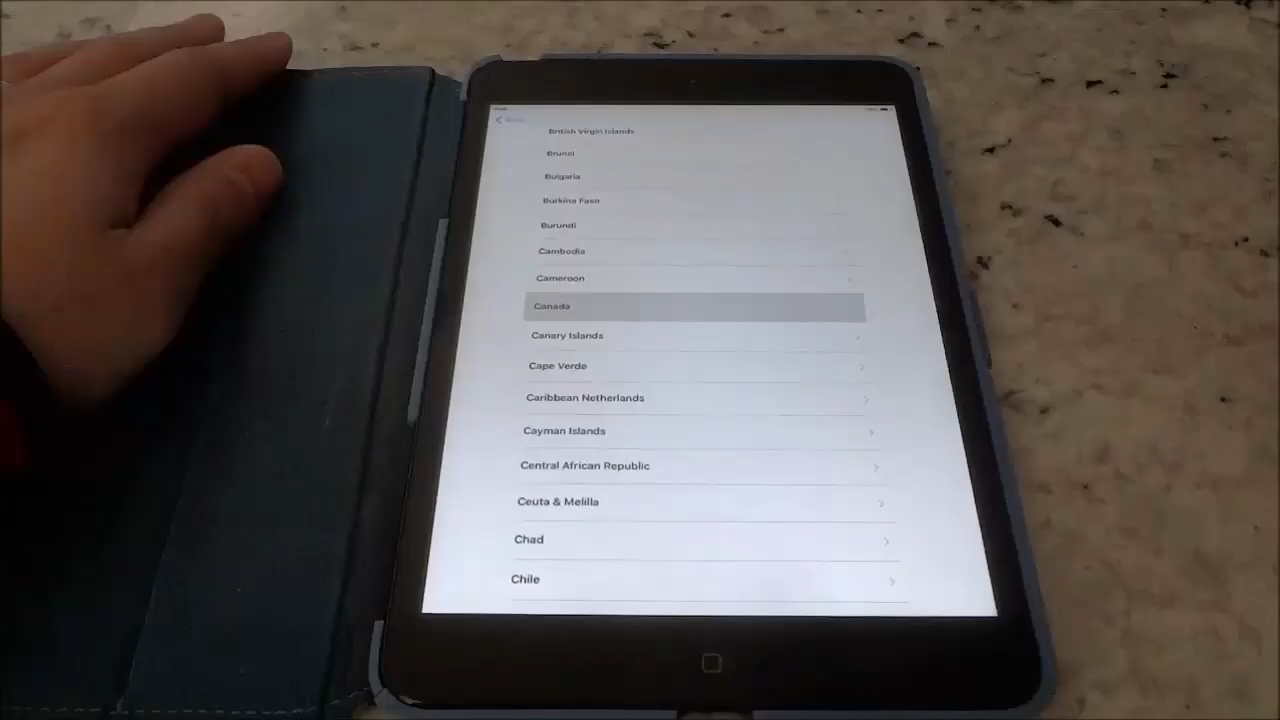 British Virgin Islands
Brunei
Bulgaria
Burkina Faso
Burundi
Cambodia
Cameroon
Canada
Canary Islands
Cape Verde
Caribbean Netherlands
Cayman Islands
Central African Republic
Ceuta & Melilla
Chad
Chile